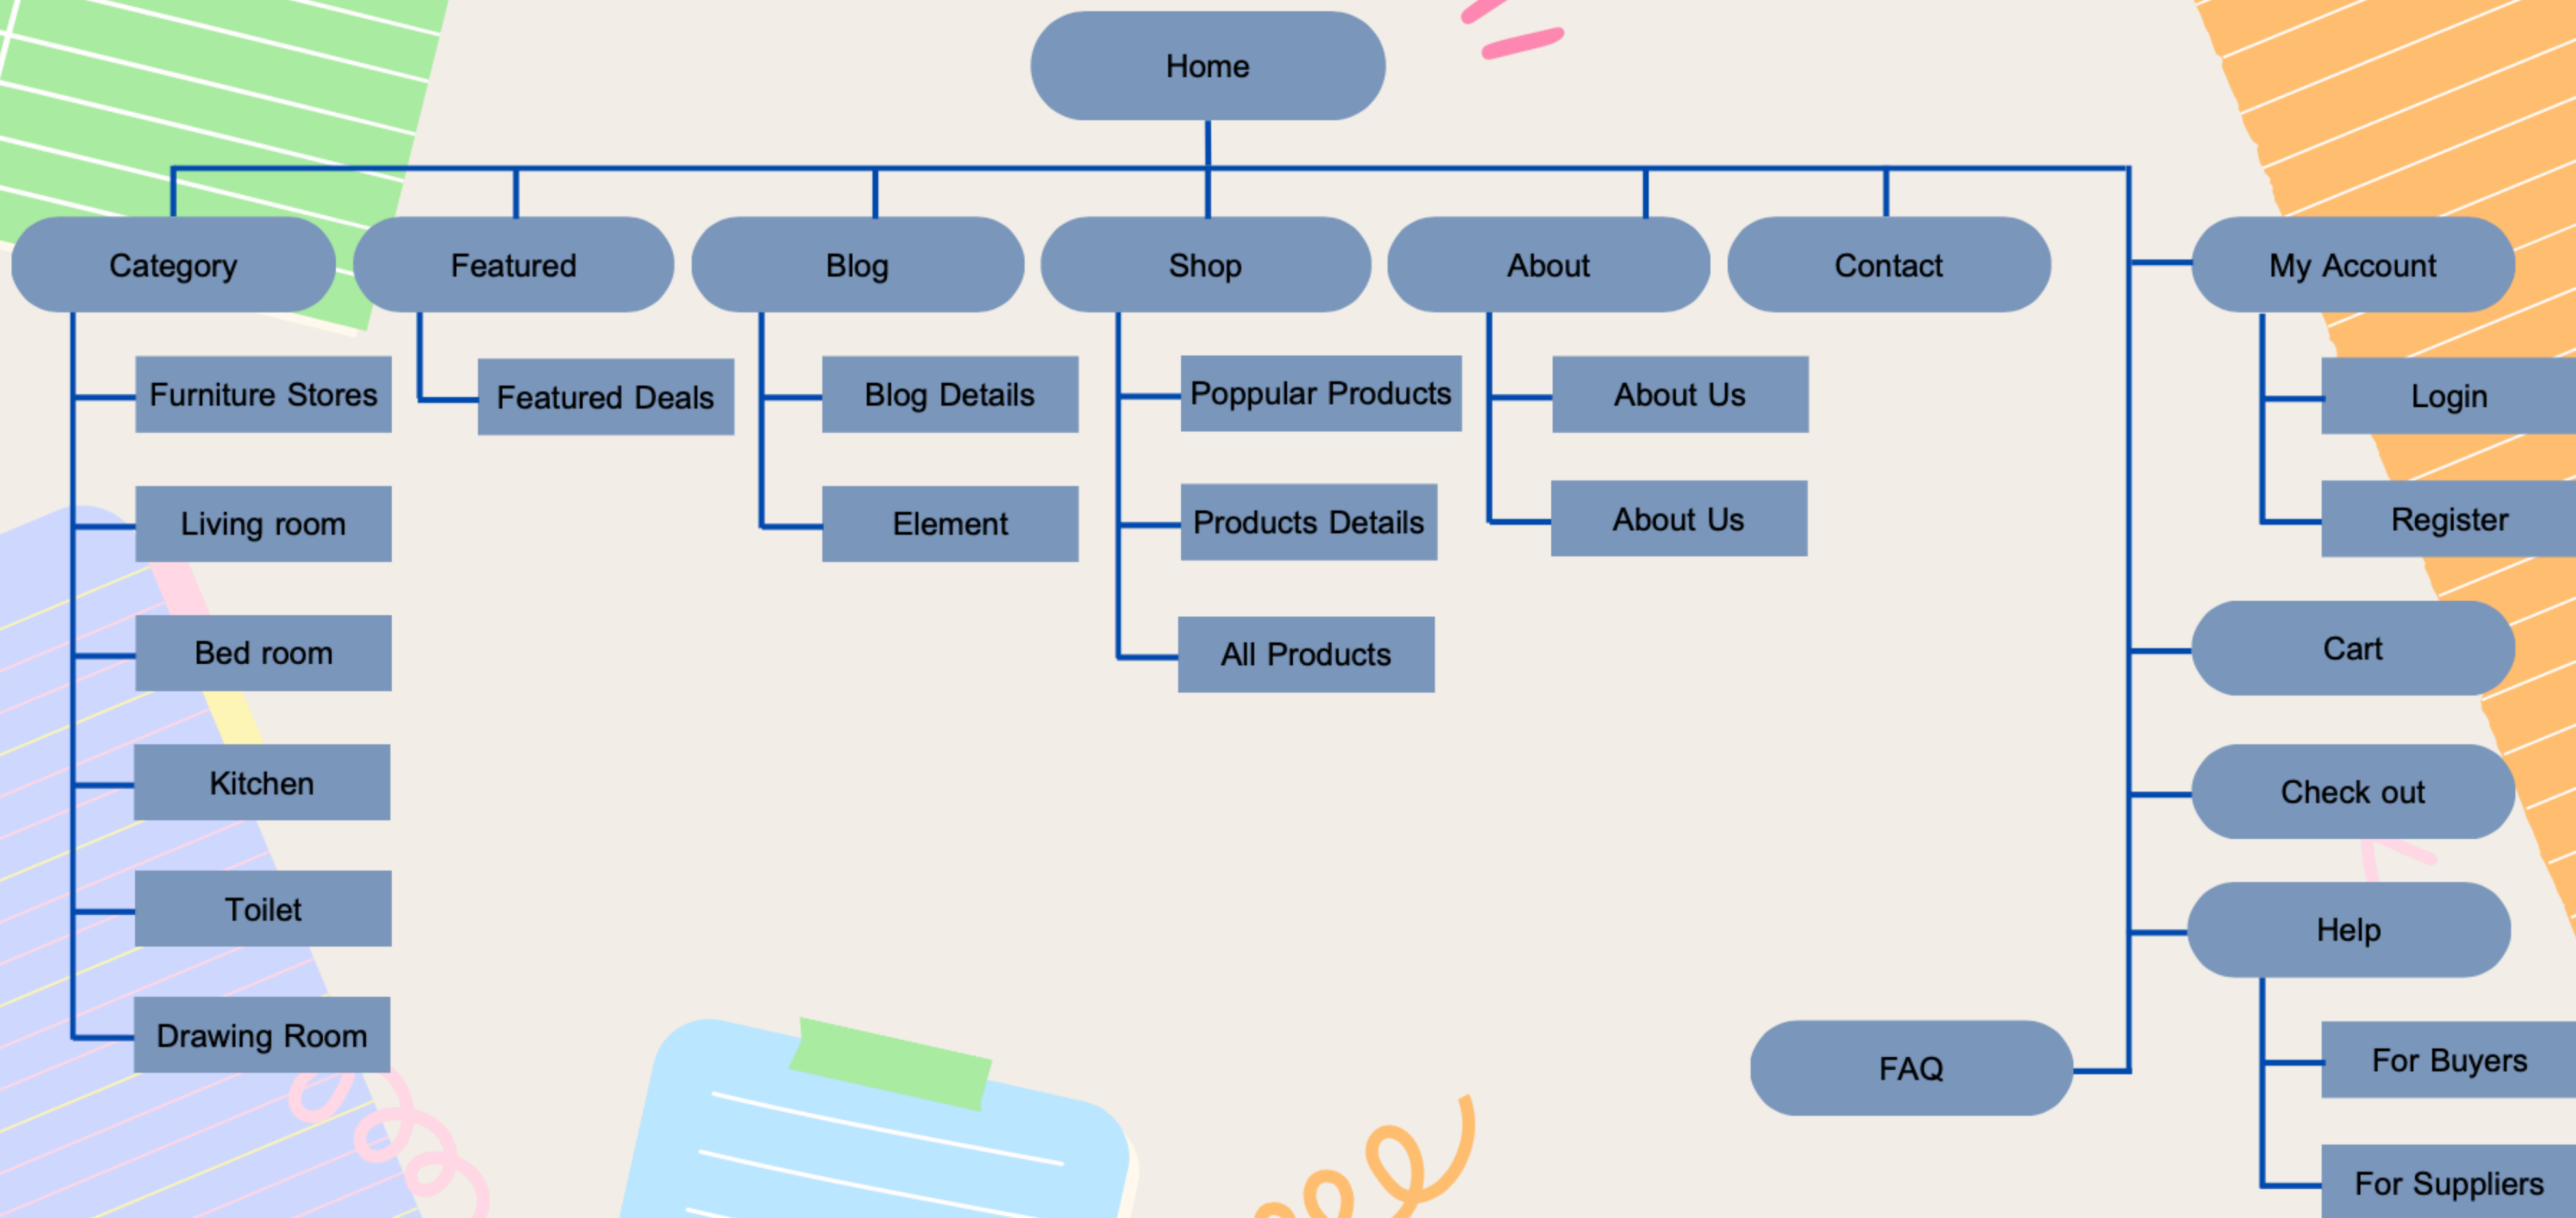 Home
Category
Featured
Blog
Shop
About
Contact
My Account
Furniture Stores
Living room
Bed room
Kitchen
Toilet
Drawing Room
Featured Deals
Blog Details
Element
Poppular Products
Products Details
All Products
About Us
About Us
Login
Register
Cart
Check out
Help
For Buyers
For Suppliers
FAQ